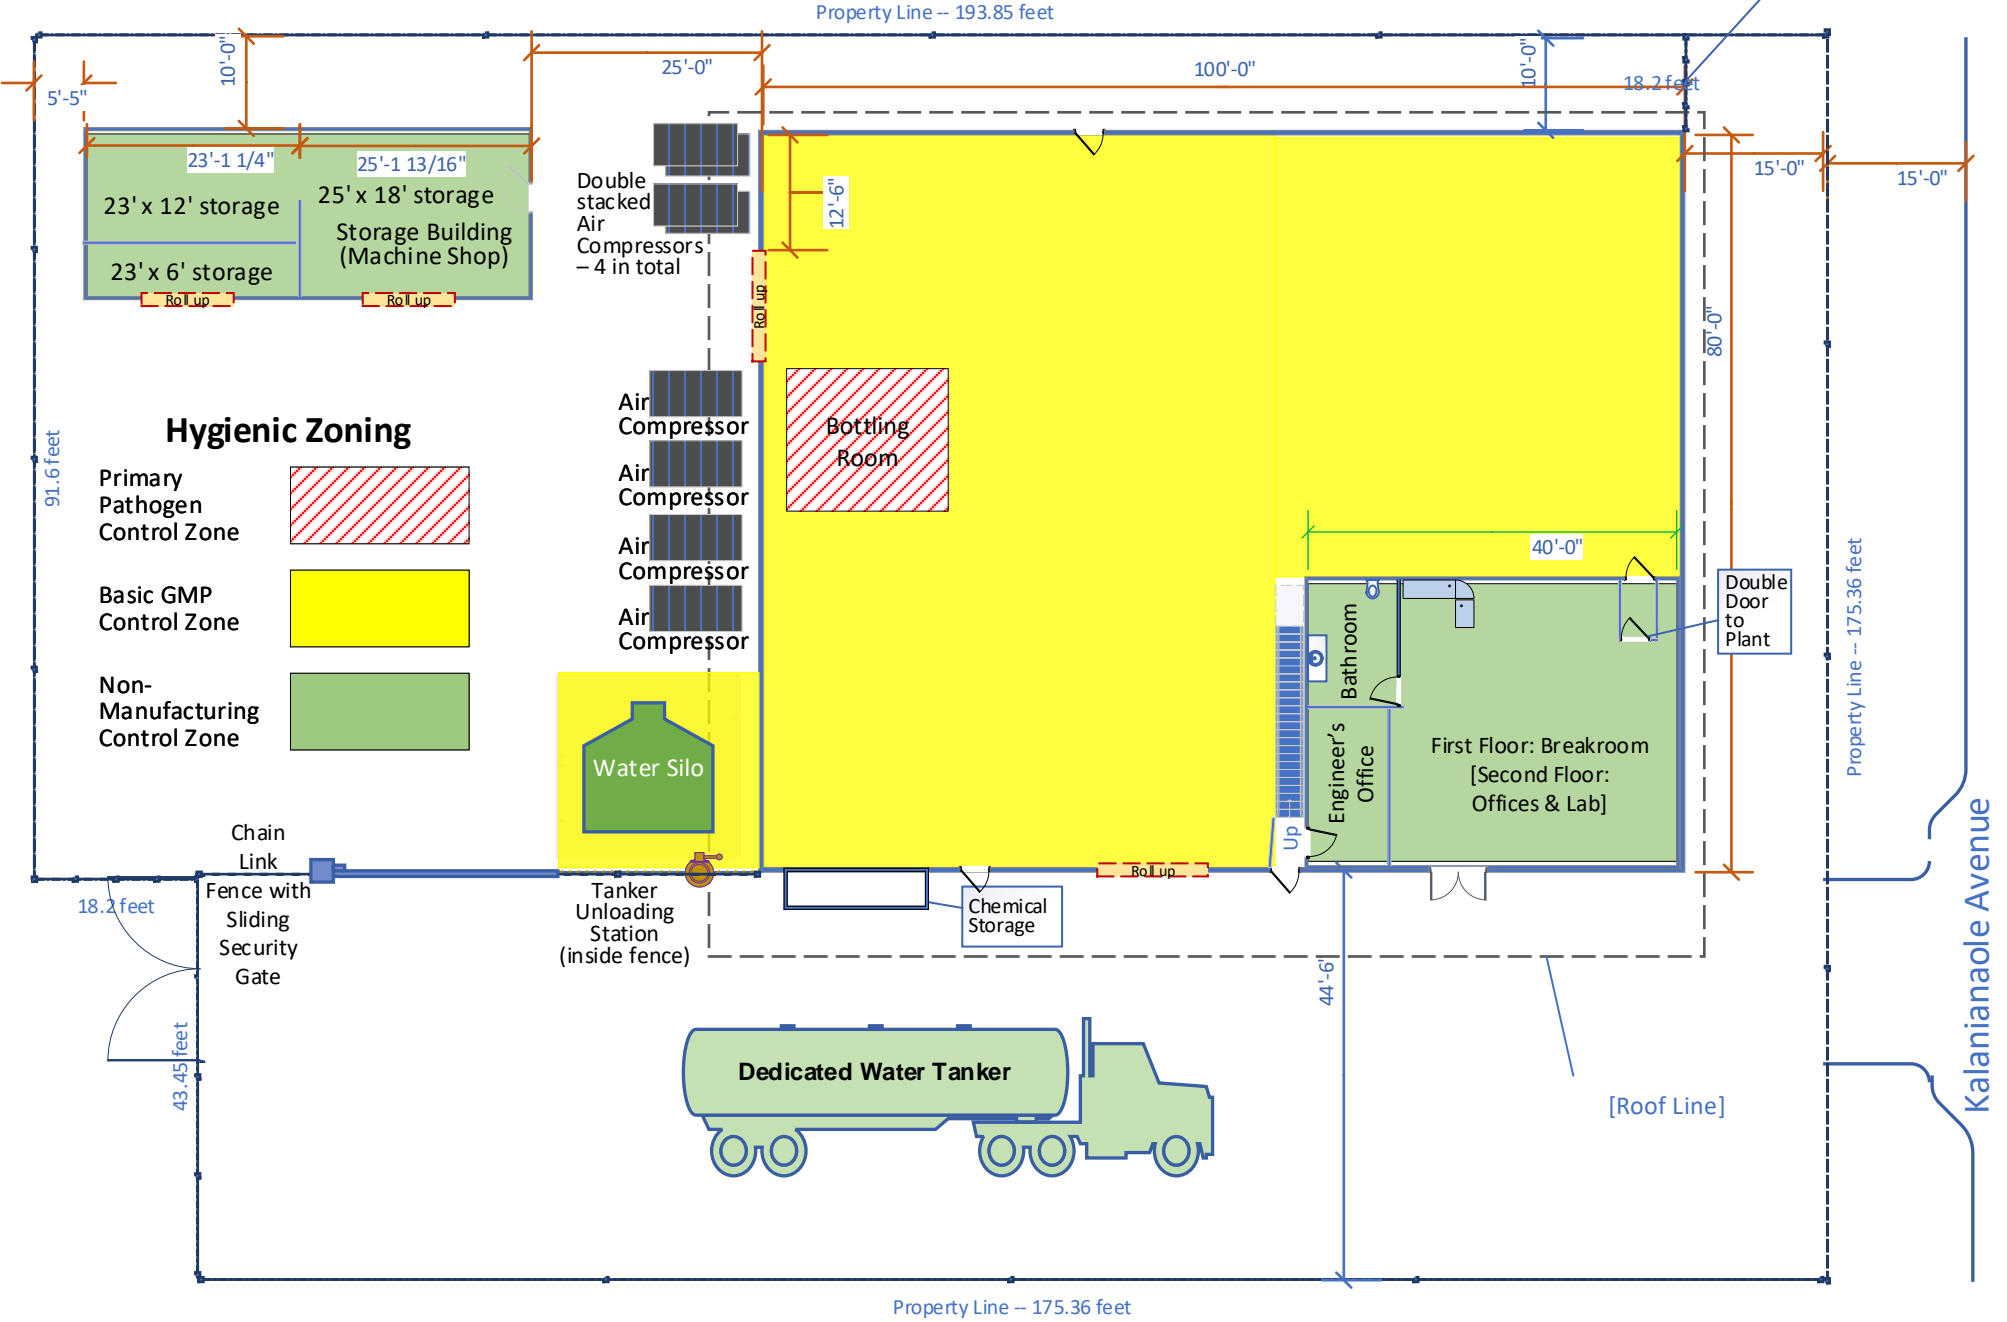 Property Line -- 193.85 feet
10'-0"
25'-0"
100'-0"
10'-0"
18.2 feet
5'-5"
23'-1 1/4"
25'-1 13/16"
15'-0"
15'-0"
23' x 12' storage
25' x 18' storage
Storage Building
(Machine Shop)
23' x 6' storage
Roll up
Roll up
Double
stacked
Air
Compressors
– 4 in total
12'-6"
Roll up
80'-0"
Air
Compressor
Air
Compressor
Air
Compressor
Air
Compressor
Bottling
Room
Hygienic Zoning
Primary
Pathogen
Control Zone
Basic GMP
Control Zone
Non-
Manufacturing
Control Zone
91.6 feet
40'-0"
Double
Door
to
Plant
Property Line -- 175.36 feet
Bathroom
Engineer's
Office
First Floor: Breakroom
[Second Floor:
Offices & Lab]
Up
Water Silo
Chain
Link
Fence with
Sliding
Security
Gate
18.2 feet
43.45 feet
Tanker
Unloading
Station
(inside fence)
Roll up
Chemical
Storage
44'-6'
Dedicated Water Tanker
[Roof Line]
Kalanianaole Avenue
Property Line -- 175.36 feet